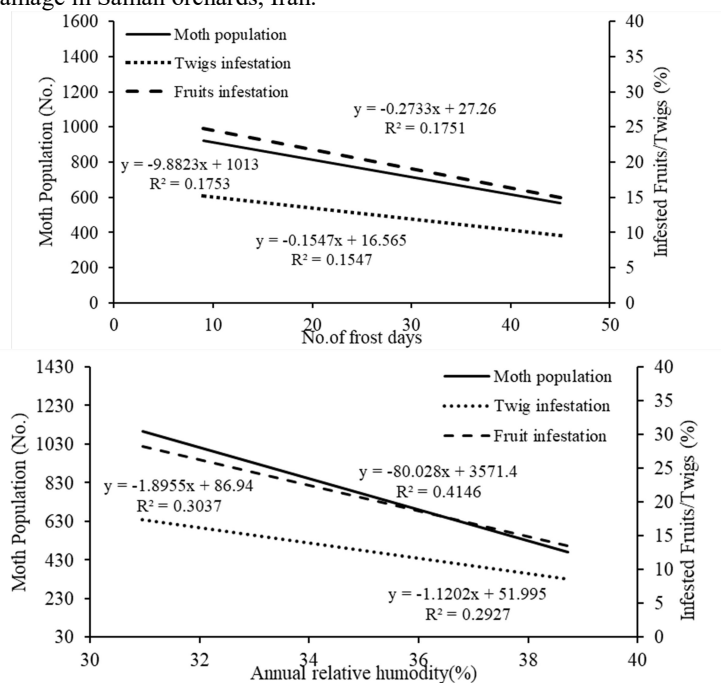 amage in Saman orchards, Iran.
1600
1400
1200
1000
800
600
400
200
0
Moth Population (No.)
Moth population
Twigs infestation
Fruits infestation
y = -0.2733x + 27.26
R² = 0.1751
y = -9.8823x + 1013
R² = 0.1753
y = -0.1547x + 16.565
R² = 0.1547
40
35
30
25
20
15
10
5
0
Infested Fruits/Twigs (%)
0 10 20 30 40 50
No.of frost days
1430
1230
1030
830
630
430
230
30
Moth Population (No.)
Moth population
Twig infestation
Fruit infestation
y = -80.028x + 3571.4
R² = 0.4146
y = -1.8955x + 86.94
R² = 0.3037
y = -1.1202x + 51.995
R² = 0.2927
40
35
30
25
20
15
10
5
0
Infested Fruits/Twigs (%)
30 32 34 36 38 40
Annual relative humodity(%)